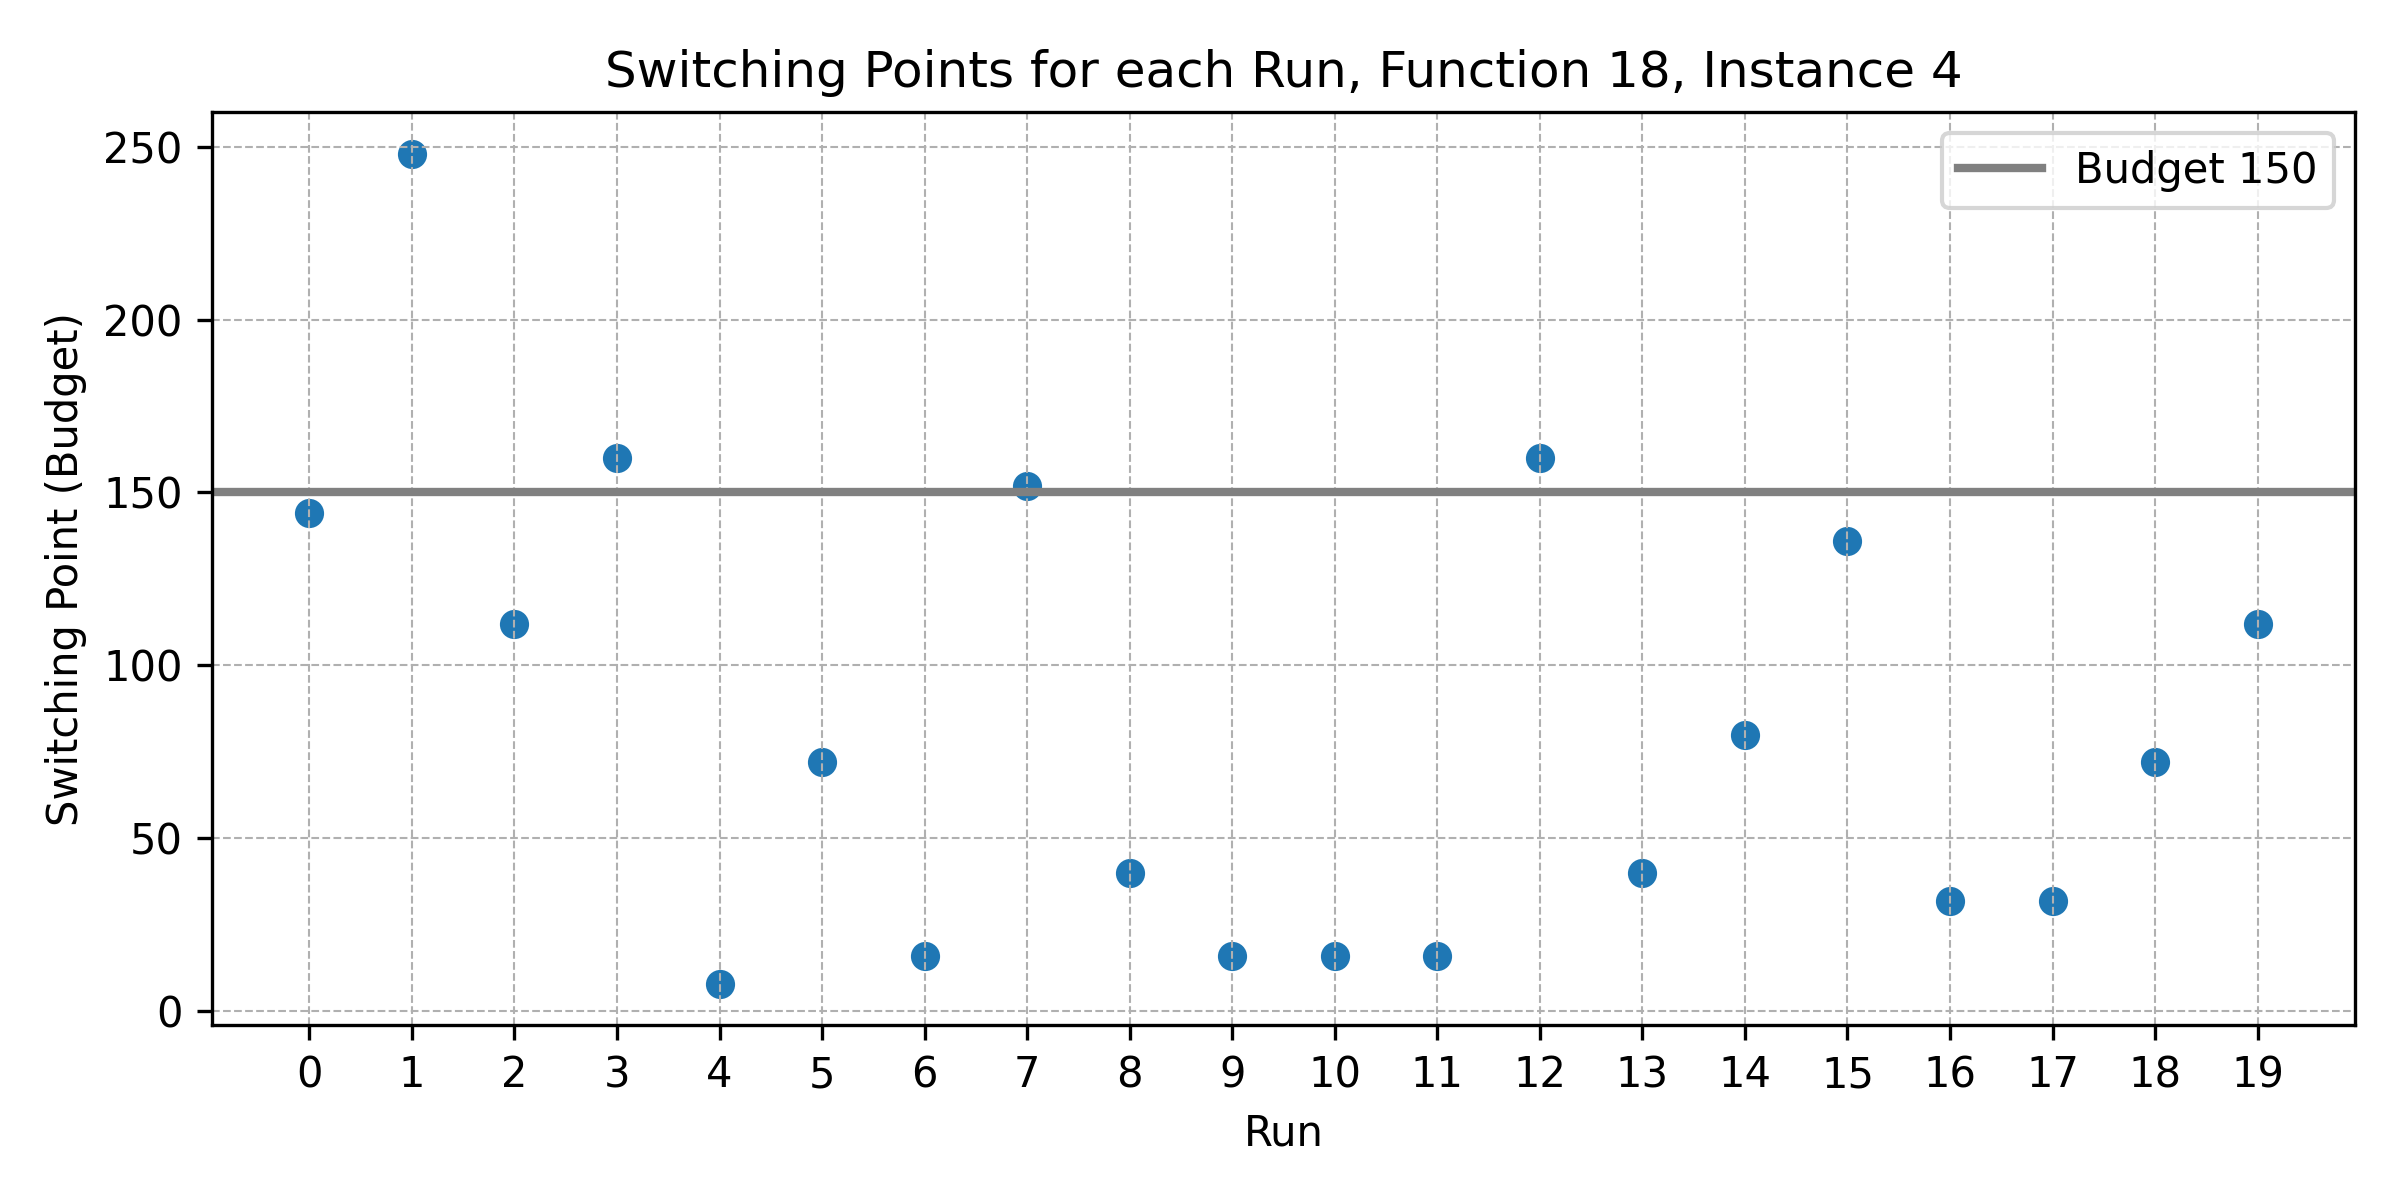 Switching Points for each Run, Function 18, Instance 4
Budget 150
Switching Point (Budget)
250
200
150
100
50
0
0 1 2 3 4 5 6 7 8 9 10 11 12 13 14 15 16 17 18 19
Run